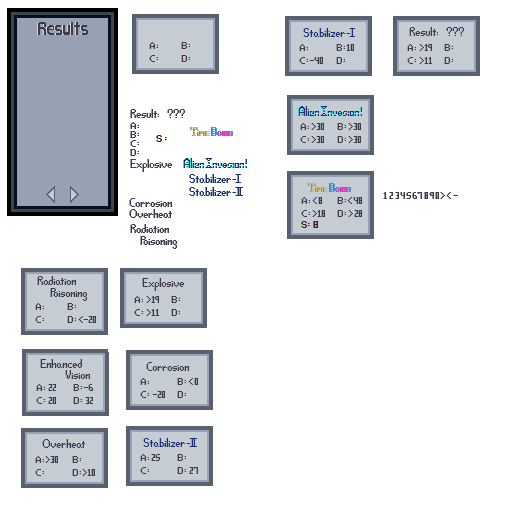 Results
A: B:
C: D:
Stabilizer-I
A: B:10
C:-40 D:
Result: ???
A:>19 B:
C:>11 D:
Result: ???
A:
B:
C:
D:
S:
TimeBomb
Explosive
AlienInvasion!
Stabilizer-I
Stabilizer-II
Corrosion
Overheat
Radiation
Poisoning
AlienInvasion!
A:>30 B:>30
C:>30 D:>30
TimeBomb
A:<0 B:<40
C:>10 D:>20
S:8
1234567890><-
Radiation
Poisoning
A: B:
C: D:<-20
Explosive
A:>19 B:
C:>11 D:
Enhanced
Vision
A:22 B:-6
C:20 D:32
Corrosion
A: B:<0
C:-20 D:
Overheat
A:>30 B:
C: D:>10
Stabilizer-II
A:25 B:
C: D:27